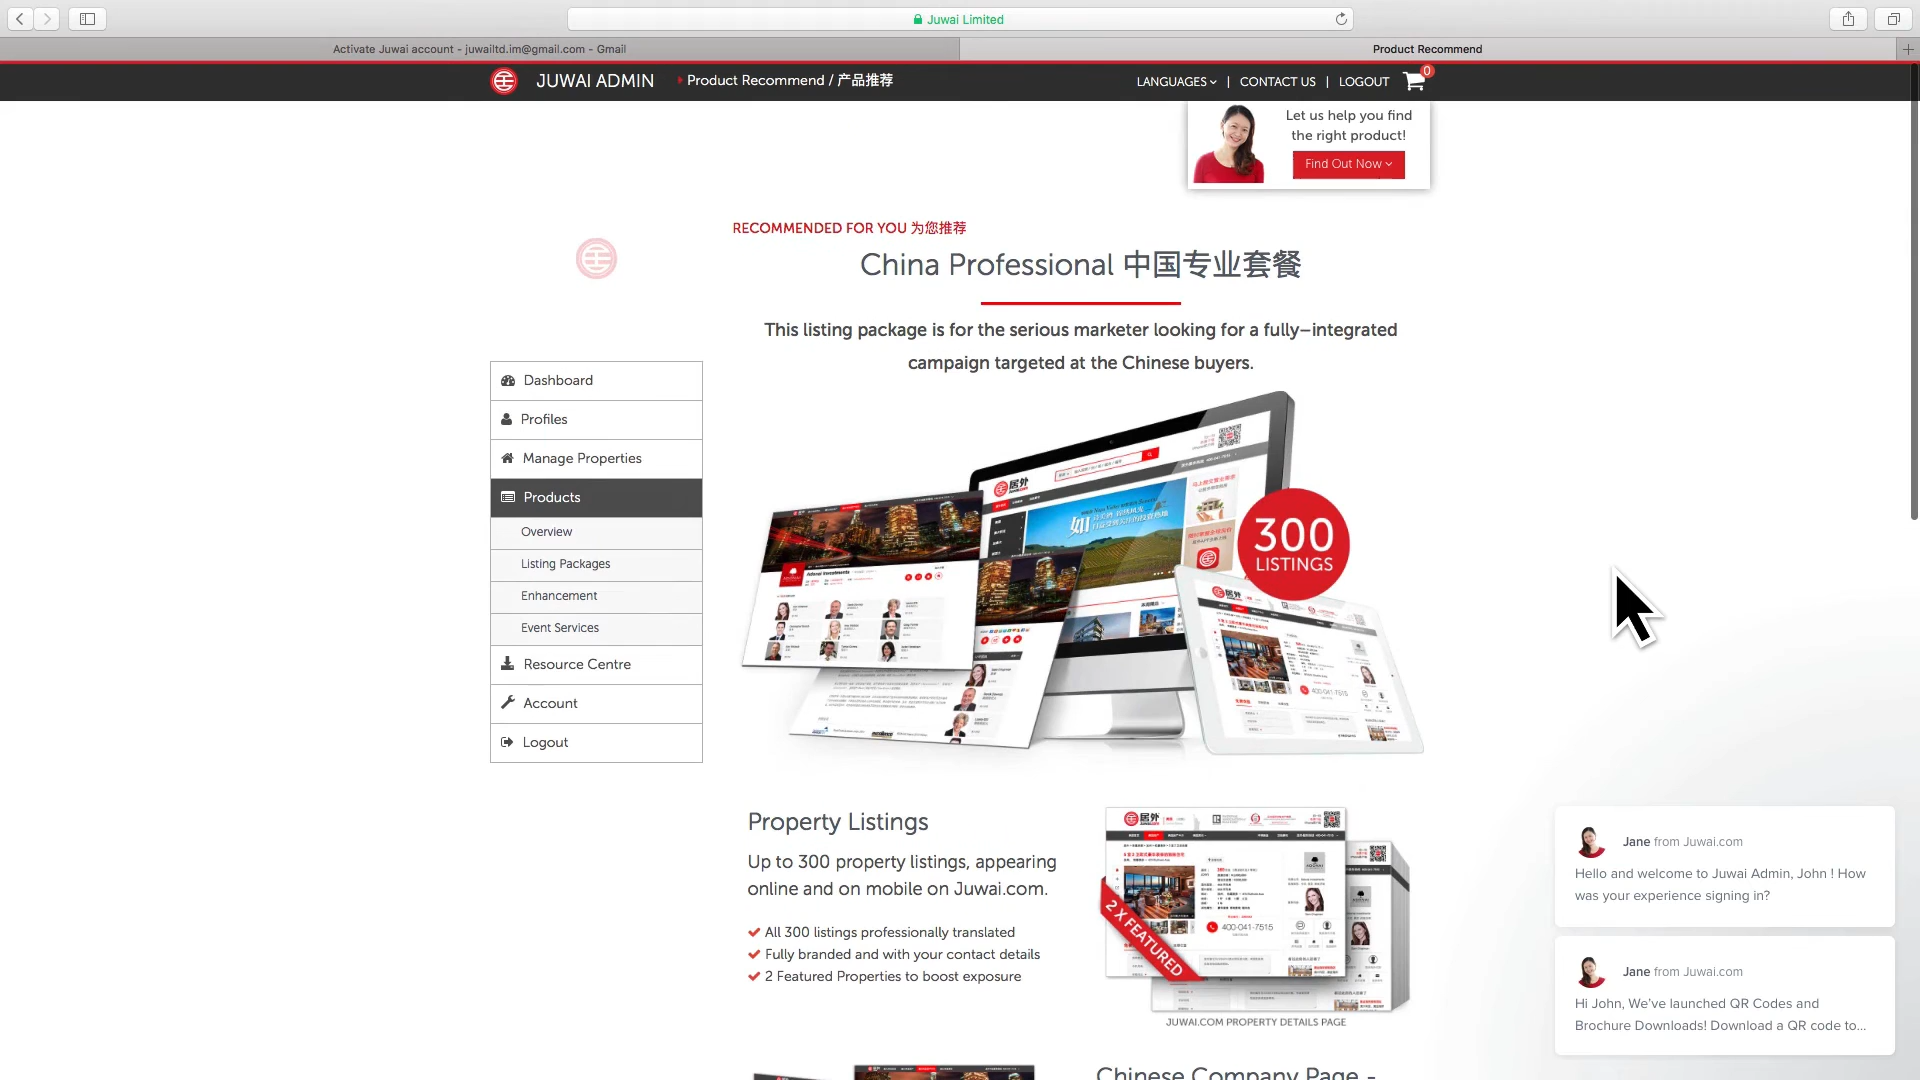 Juwai Limited
Activate Juwai account - juwailtd.im@gmail.com - Gmail
Product Recommend
JUWAI ADMIN
Product Recommend / 产品推荐
LANGUAGES | CONTACT US | LOGOUT
0
Let us help you find
the right product!
Find Out Now
RECOMMENDED FOR YOU 为您推荐
China Professional 中国专业套餐
This listing package is for the serious marketer looking for a fully–integrated
campaign targeted at the Chinese buyers.
Dashboard
Profiles
Manage Properties
Products
Overview
Listing Packages
Enhancement
Event Services
Resource Centre
Account
Logout
居外
300
LISTINGS
400-041-7515
Property Listings
Up to 300 property listings, appearing
online and on mobile on Juwai.com.
All 300 listings professionally translated
Fully branded and with your contact details
2 Featured Properties to boost exposure
居外
400-041-7515
2 X FEATURED
JUWAI.COM PROPERTY DETAILS PAGE
Chinese Company Page -
Jane from Juwai.com
Hello and welcome to Juwai Admin, John ! How
was your experience signing in?
Jane from Juwai.com
Hi John, We've launched QR Codes and
Brochure Downloads! Download a QR code to...